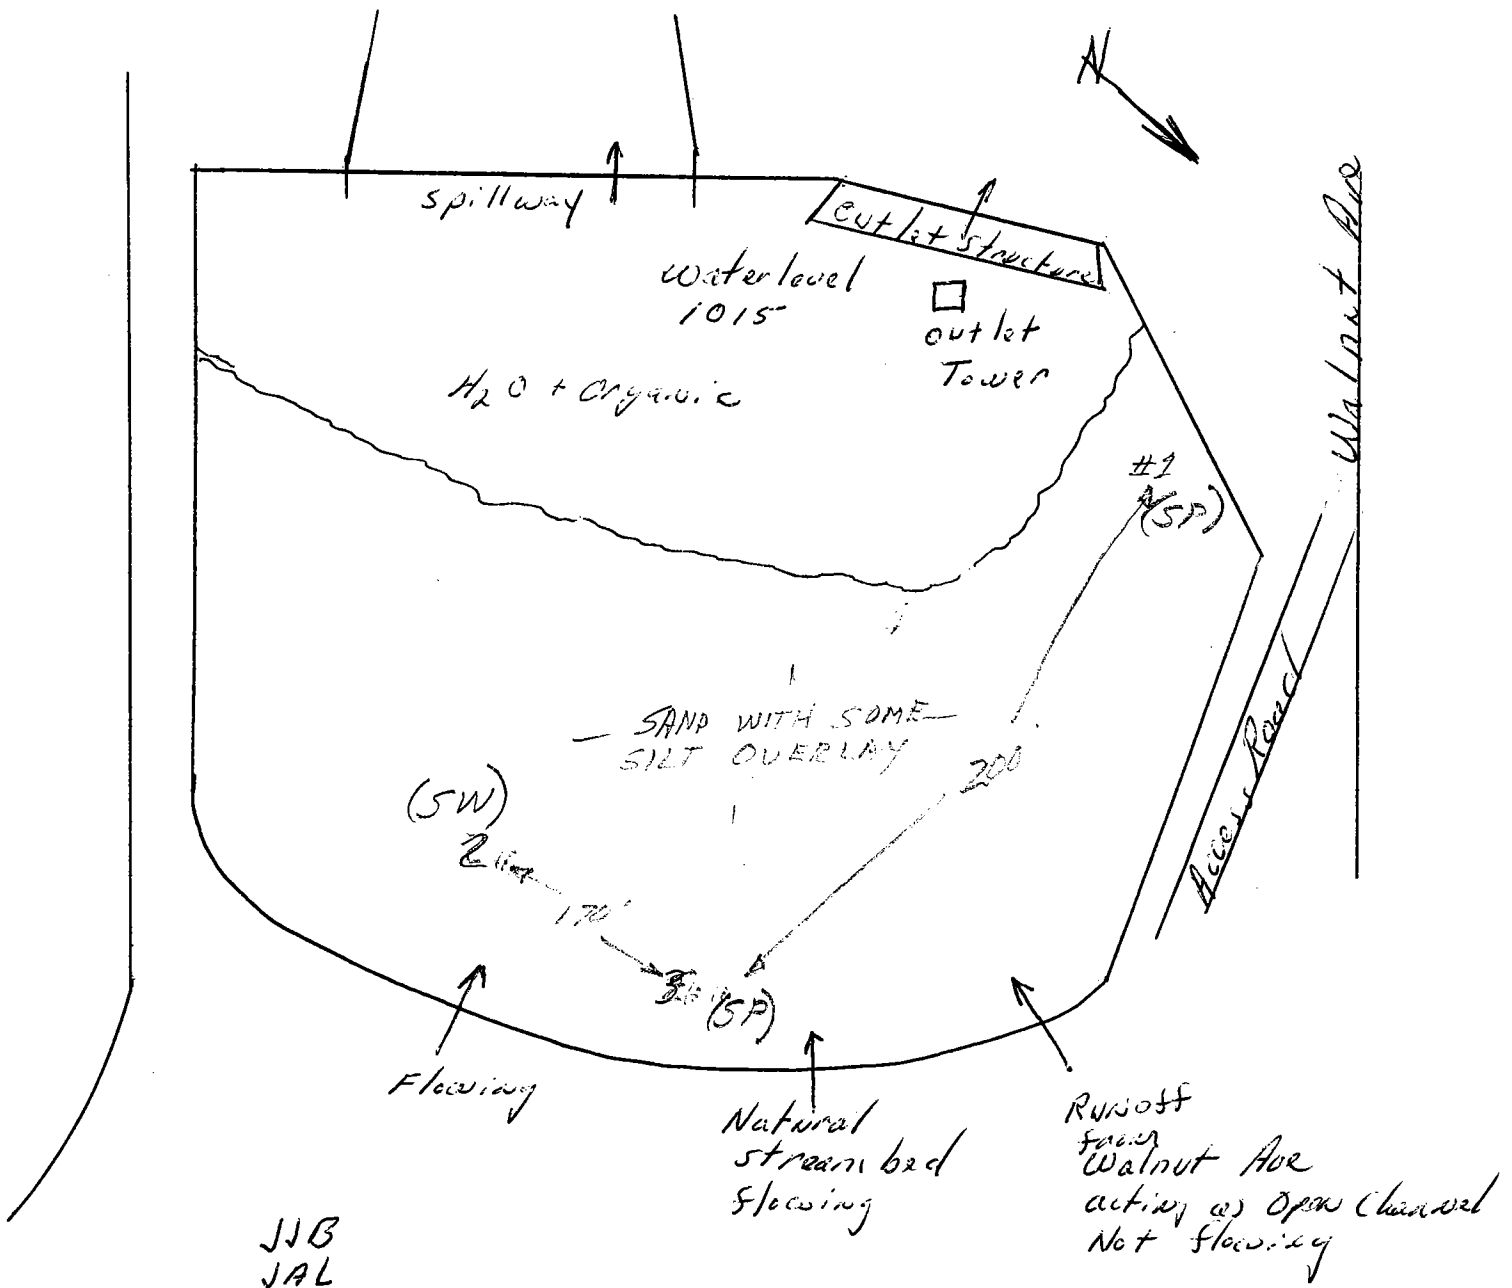 N
spillway
outlet structure
Walnut Ave
waterlevel
1015
outlet
Tower
H2O + Organic
#1
(SP)
SAND WITH SOME
SILT OVERLAY
200
Access Road
(SW)
2
170'
3
(SP)
Flowing
Natural
stream bed
flowing
Runoff
from
Walnut Ave
acting as Open Channel
Not flowing
JJB
JAL